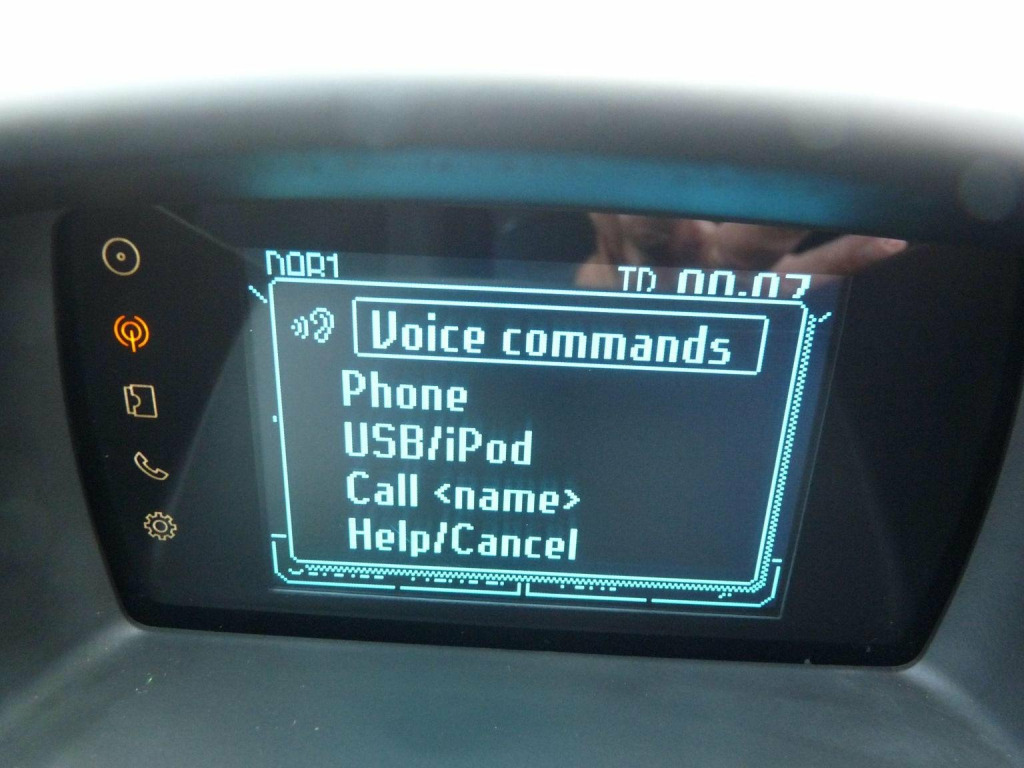 Voice commands
Phone
USB/iPod
Call <name>
Help/Cancel